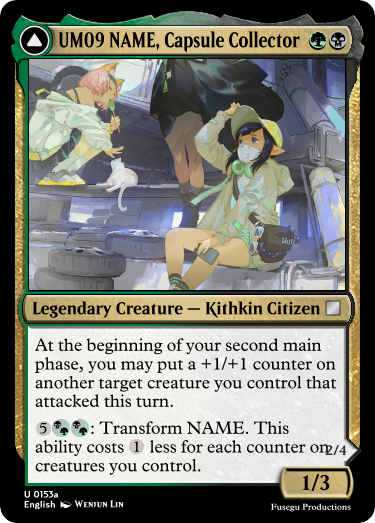 UM09 NAME, Capsule Collector
Legendary Creature — Kithkin Citizen
At the beginning of your second main
phase, you may put a +1/+1 counter on
another target creature you control that
attacked this turn.
5: Transform NAME. This
ability costs 1 less for each counter on
creatures you control.
2/4
1/3
U 0153a
English Wenjun Lin
Fusegu Productions